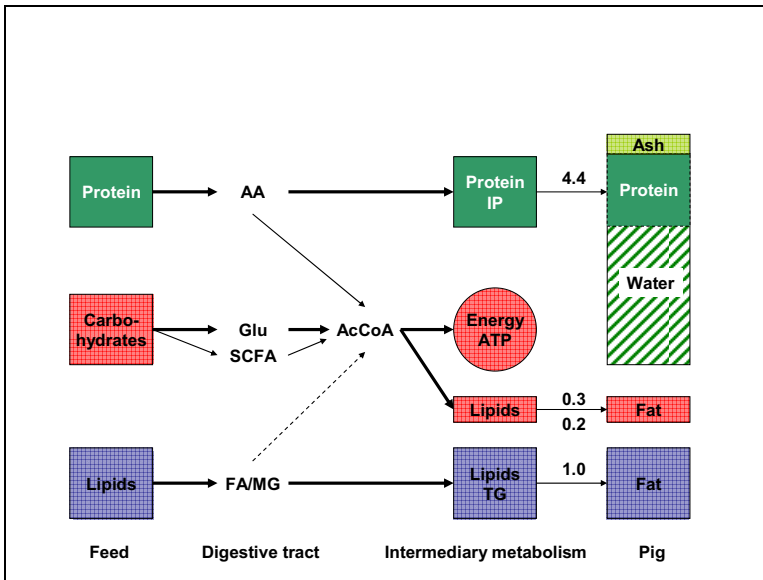 Ash
Protein
AA
Protein
IP
4.4
Protein
Water
Carbo-
hydrates
Glu
SCFA
AcCoA
Energy
ATP
Lipids
0.3
0.2
Fat
Lipids
FA/MG
Lipids
TG
1.0
Fat
Feed
Digestive tract
Intermediary metabolism
Pig